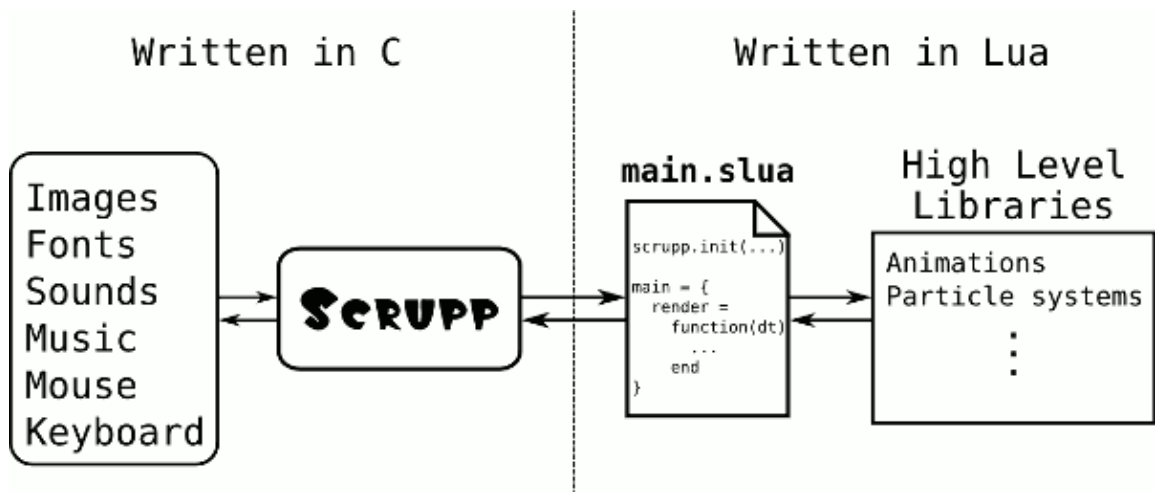 Written in C
Written in Lua
Images
Fonts
Sounds
Music
Mouse
Keyboard
SCRUPP
main.slua
scrupp.init(...)
main = {
render =
function(dt)
...
end
}
High Level
Libraries
Animations
Particle systems